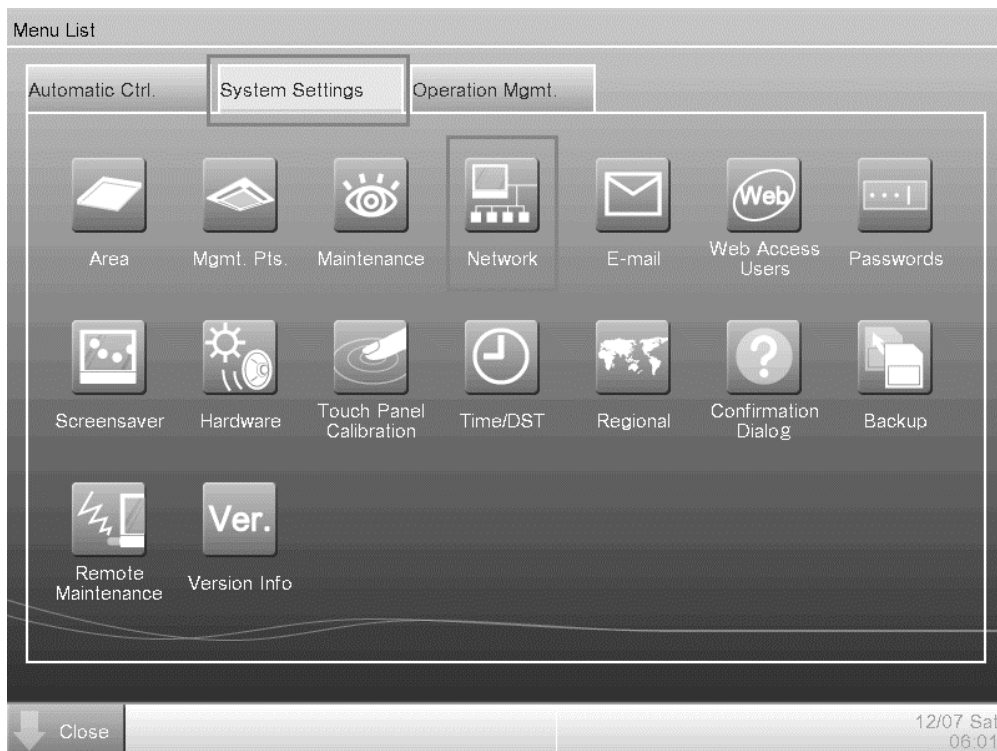 Menu List
Automatic Ctrl.
System Settings
Operation Mgmt.
Area
Mgmt. Pts.
Maintenance
Network
E-mail
Web
Web Access
Users
Passwords
Screensaver
Hardware
Touch Panel
Calibration
Time/DST
Regional
Confirmation
Dialog
Backup
Remote
Maintenance
Ver.
Version Info
Close
12/07 Sat
06:01